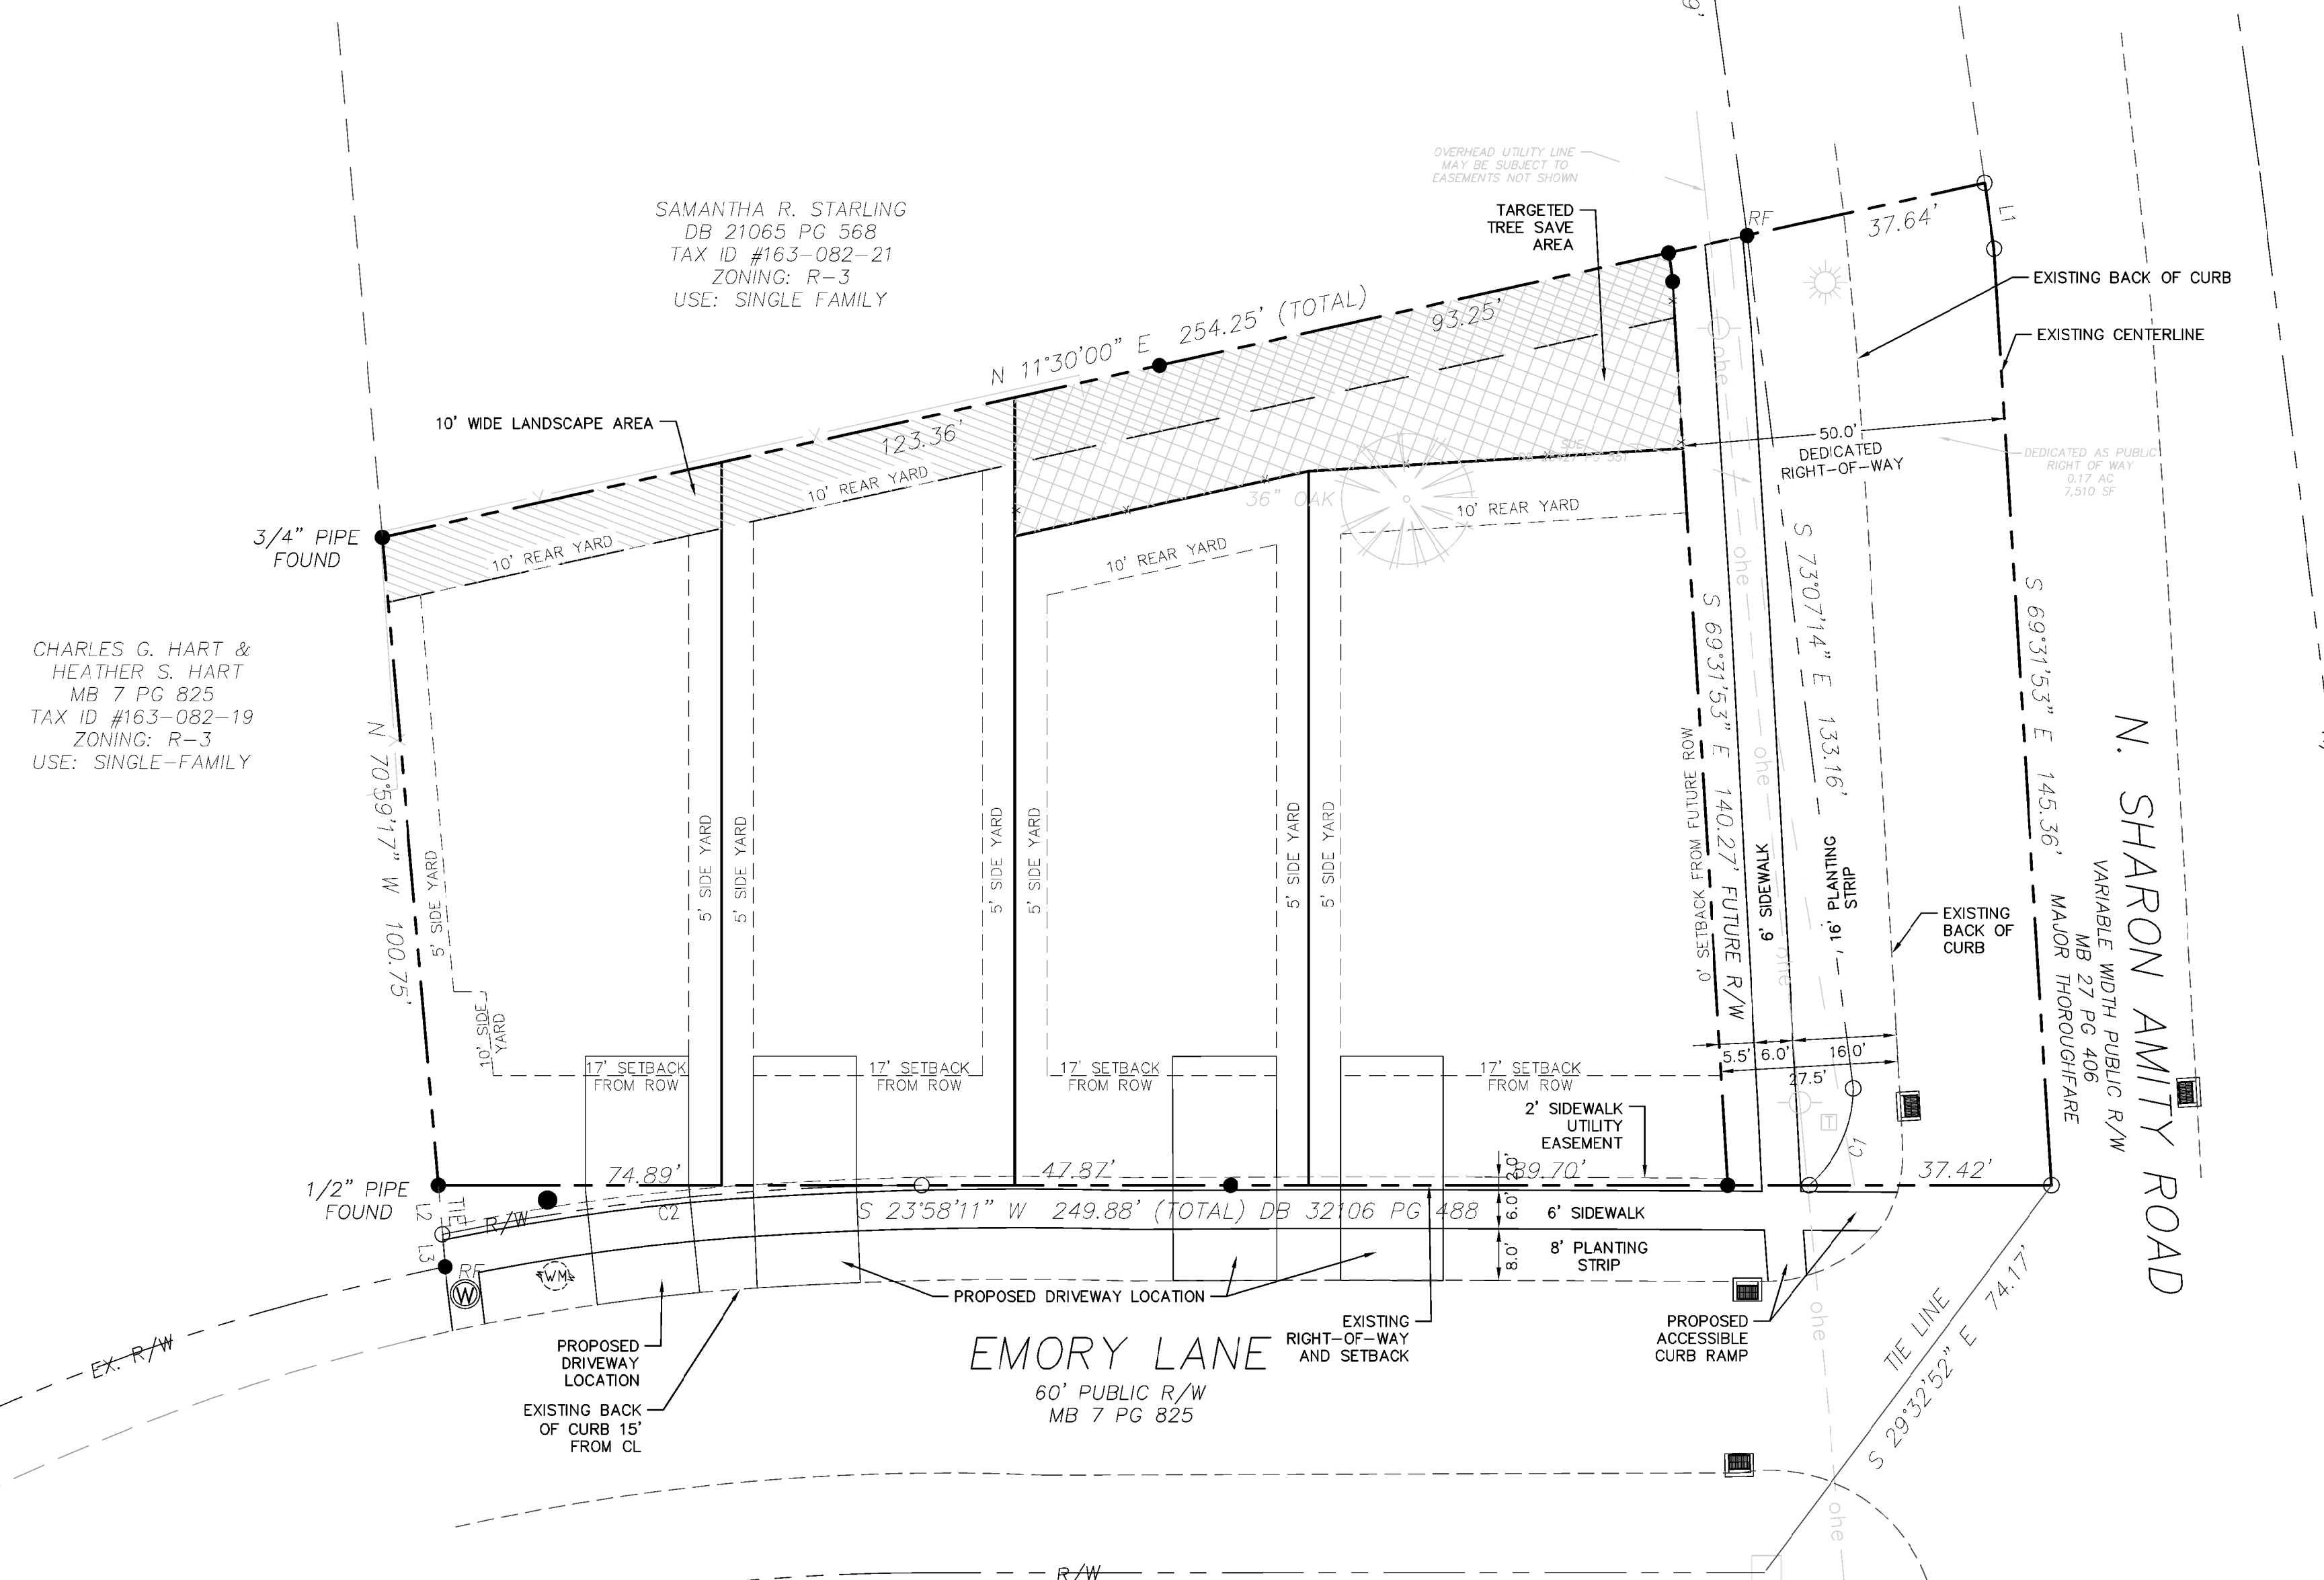 9'
OVERHEAD UTILITY LINE
MAY BE SUBJECT TO
EASEMENTS NOT SHOWN
SAMANTHA R. STARLING
DB 21065 PG 568
TAX ID #163-082-21
ZONING: R-3
USE: SINGLE FAMILY
TARGETED
TREE SAVE
AREA
RF
37.64'
L1
EXISTING BACK OF CURB
EXISTING CENTERLINE
N 11°30'00" E 254.25' (TOTAL)
93.25'
123.36'
10' WIDE LANDSCAPE AREA
10' REAR YARD
10' REAR YARD
10' REAR YARD
10' REAR YARD
36" OAK
SUE
50.0'
DEDICATED
RIGHT-OF-WAY
DEDICATED AS PUBLIC
RIGHT OF WAY
0.17 AC
7,510 SF
3/4" PIPE
FOUND
CHARLES G. HART &
HEATHER S. HART
MB 7 PG 825
TAX ID #163-082-19
ZONING: R-3
USE: SINGLE-FAMILY
N 70°59'17" W 100.75'
5' SIDE YARD
10' SIDE
YARD
5' SIDE YARD
5' SIDE YARD
5' SIDE YARD
5' SIDE YARD
5' SIDE YARD
5' SIDE YARD
0' SETBACK FROM FUTURE ROW
S 69°31'53" E 140.27' FUTURE R/W
6' SIDEWALK
ohe
ohe
ohe
ohe
S 73°07'14" E 133.16'
16' PLANTING
STRIP
S 69°31'53" E 145.36'
MAJOR THOROUGHFARE
N. SHARON AMITY ROAD
VARIABLE WIDTH PUBLIC R/W
MB 27 PG 406
EXISTING
BACK OF
CURB
17' SETBACK
FROM ROW
17' SETBACK
FROM ROW
17' SETBACK
FROM ROW
17' SETBACK
FROM ROW
5.5'
6.0'
16.0'
27.5'
2' SIDEWALK
UTILITY
EASEMENT
T
1/2" PIPE
FOUND
L2
TIE
R/W
L3
RF
W
WM
74.89'
C2
47.87'
89.70'
37.42'
2.0'
6.0'
8.0'
S 23°58'11" W 249.88' (TOTAL) DB 32106 PG 488
6' SIDEWALK
8' PLANTING
STRIP
PROPOSED DRIVEWAY LOCATION
PROPOSED
DRIVEWAY
LOCATION
EXISTING BACK
OF CURB 15'
FROM CL
EX. R/W
EMORY LANE
60' PUBLIC R/W
MB 7 PG 825
EXISTING
RIGHT-OF-WAY
AND SETBACK
PROPOSED
ACCESSIBLE
CURB RAMP
ohe
ohe
TIE LINE
S 29°32'52" E 74.17'
R/W